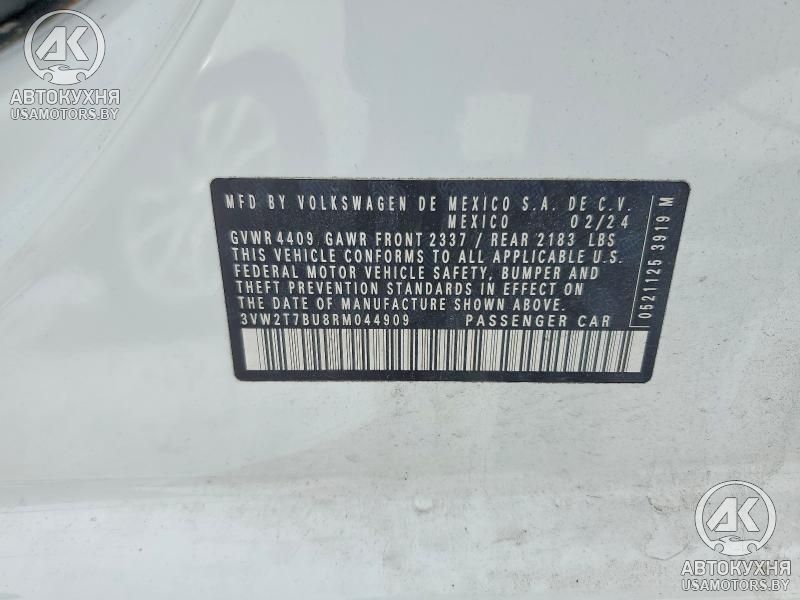 AK
АВТОКУХНЯ
USAMOTORS.BY
MFD BY VOLKSWAGEN DE MEXICO S.A. DE C.V.
MEXICO 02/24
GVWR 4409 GAWR FRONT 2337 / REAR 2183 LBS
THIS VEHICLE CONFORMS TO ALL APPLICABLE U.S.
FEDERAL MOTOR VEHICLE SAFETY, BUMPER AND
THEFT PREVENTION STANDARDS IN EFFECT ON
THE DATE OF MANUFACTURE SHOWN ABOVE.
3VW2T7BU8RM044909 PASSENGER CAR
0521125 3919 M
AK
АВТОКУХНЯ
USAMOTORS.BY